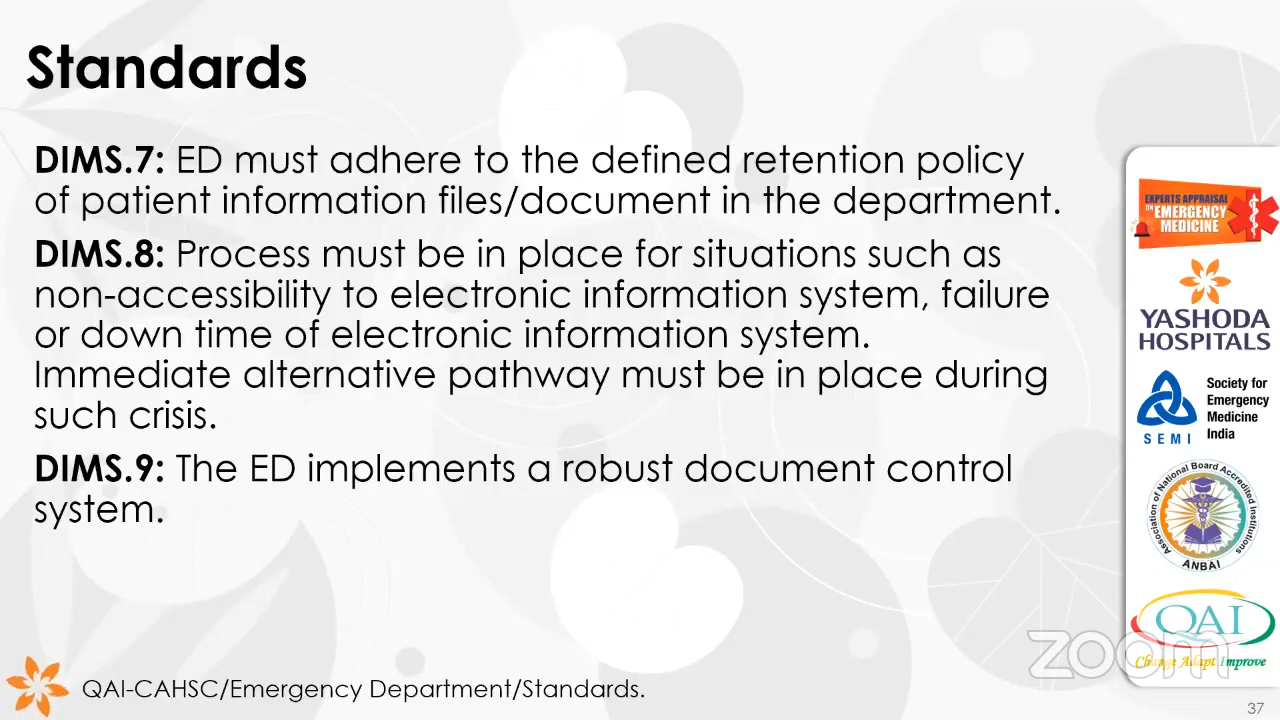 Standards
DIMS.7: ED must adhere to the defined retention policy
of patient information files/document in the department.
DIMS.8: Process must be in place for situations such as
non-accessibility to electronic information system, failure
or down time of electronic information system.
Immediate alternative pathway must be in place during
such crisis.
DIMS.9: The ED implements a robust document control
system.
EXPERTS APPRAISAL
ON EMERGENCY
MEDICINE
YASHODA
HOSPITALS
SEMI
Society for
Emergency
Medicine
India
Association of National Board Accredited Institutions
ANBAI
QAI
Change Adapt Improve
zoom
QAI-CAHSC/Emergency Department/Standards.
37